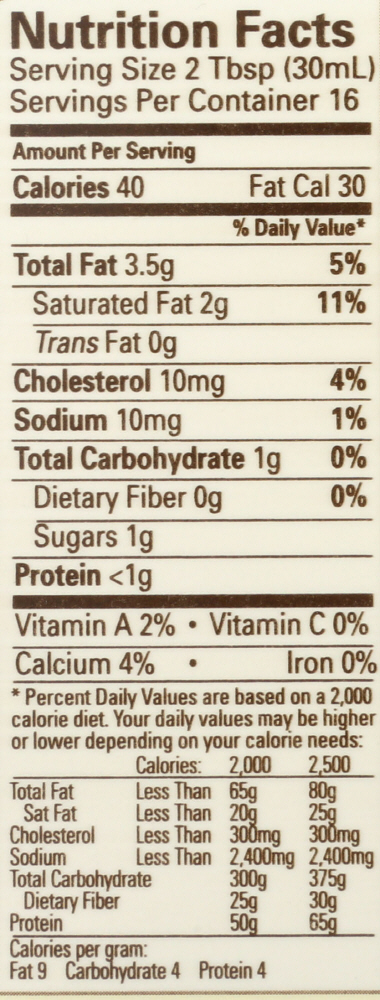 Nutrition Facts
Serving Size 2 Tbsp (30mL)
Servings Per Container 16
Amount Per Serving
Calories 40 Fat Cal 30
% Daily Value*
Total Fat 3.5g 5%
Saturated Fat 2g 11%
Trans Fat 0g
Cholesterol 10mg 4%
Sodium 10mg 1%
Total Carbohydrate 1g 0%
Dietary Fiber 0g 0%
Sugars 1g
Protein <1g
Vitamin A 2% • Vitamin C 0%
Calcium 4% • Iron 0%
* Percent Daily Values are based on a 2,000
calorie diet. Your daily values may be higher
or lower depending on your calorie needs:
Calories: 2,000 2,500
Total Fat Less Than 65g 80g
Sat Fat Less Than 20g 25g
Cholesterol Less Than 300mg 300mg
Sodium Less Than 2,400mg 2,400mg
Total Carbohydrate 300g 375g
Dietary Fiber 25g 30g
Protein 50g 65g
Calories per gram:
Fat 9 Carbohydrate 4 Protein 4